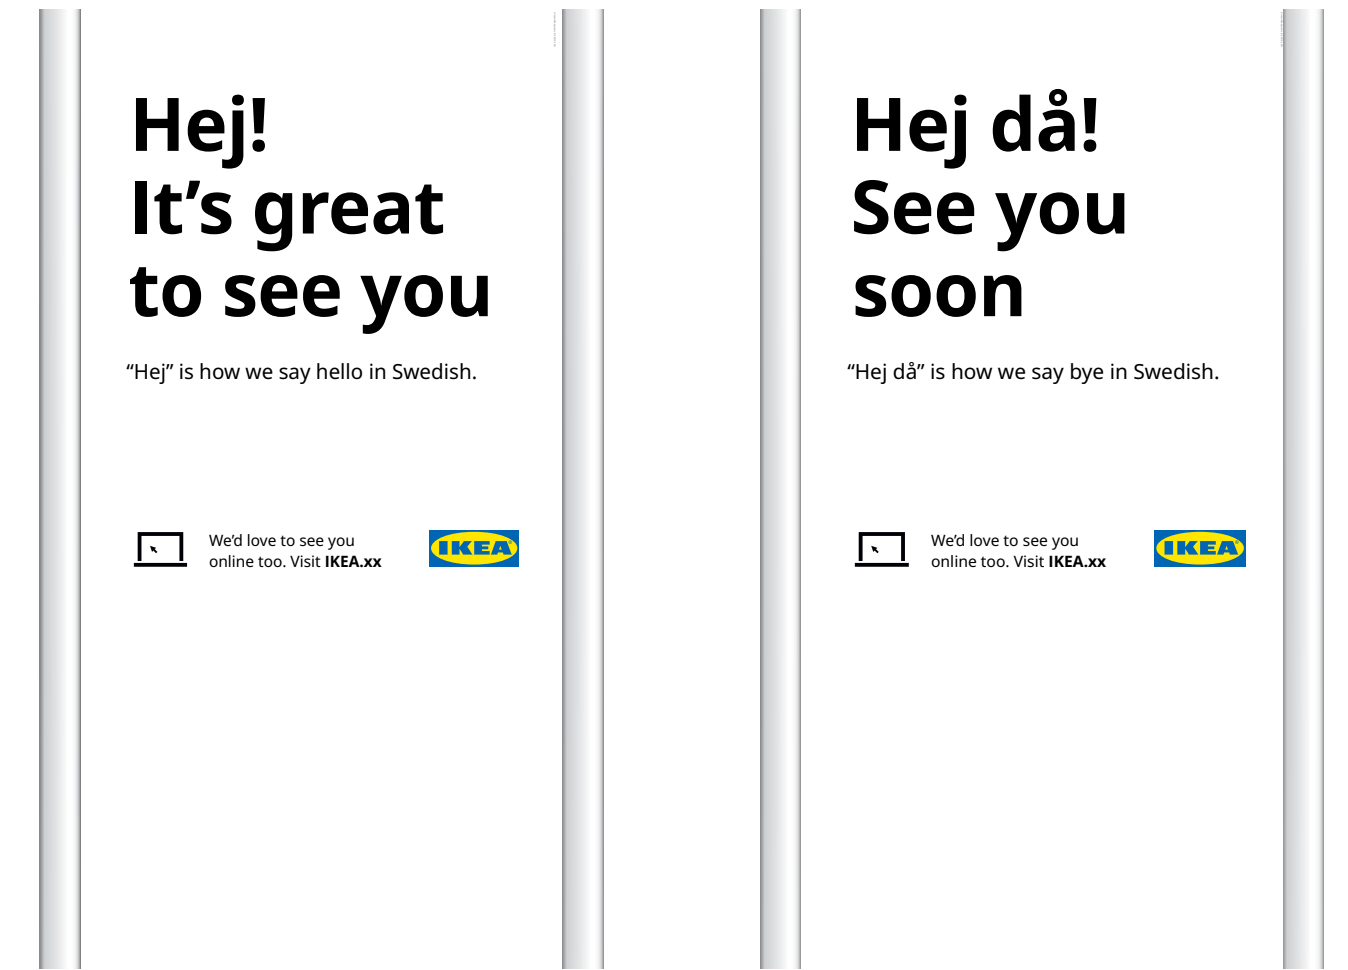 Hej!
It’s great
to see you
“Hej” is how we say hello in Swedish.
We’d love to see you
online too. Visit IKEA.xx
IKEA
Hej då!
See you
soon
“Hej då” is how we say bye in Swedish.
We’d love to see you
online too. Visit IKEA.xx
IKEA